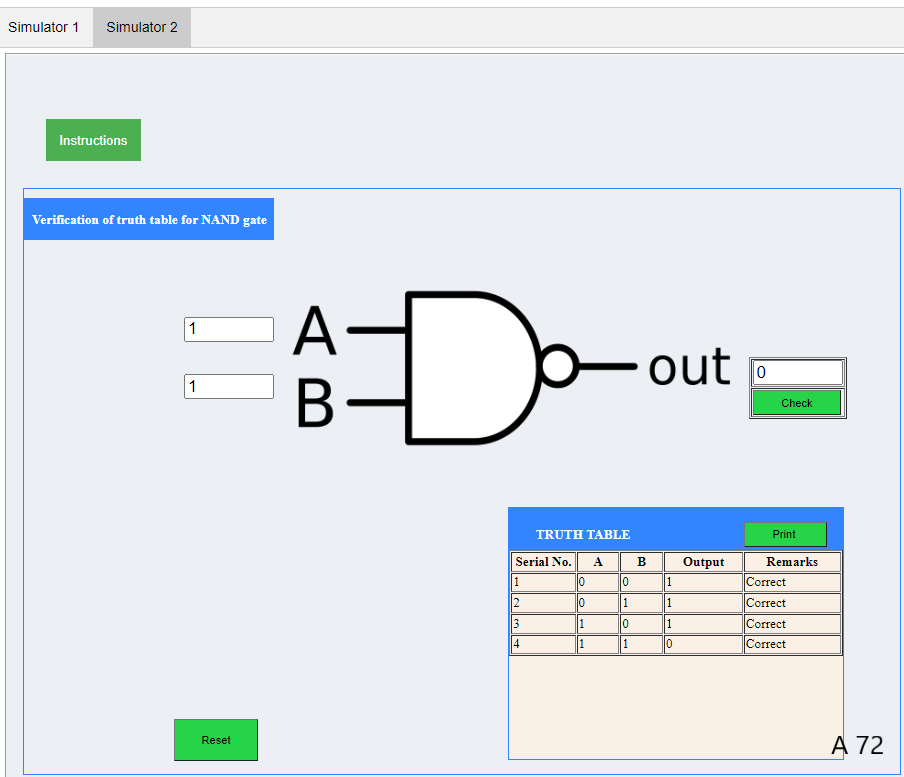 Simulator 1 Simulator 2
Instructions
Verification of truth table for NAND gate
1 A
1 B
out 0
Check
TRUTH TABLE Print
Serial No. A B Output Remarks
1 0 0 1 Correct
2 0 1 1 Correct
3 1 0 1 Correct
4 1 1 0 Correct
Reset
A 72